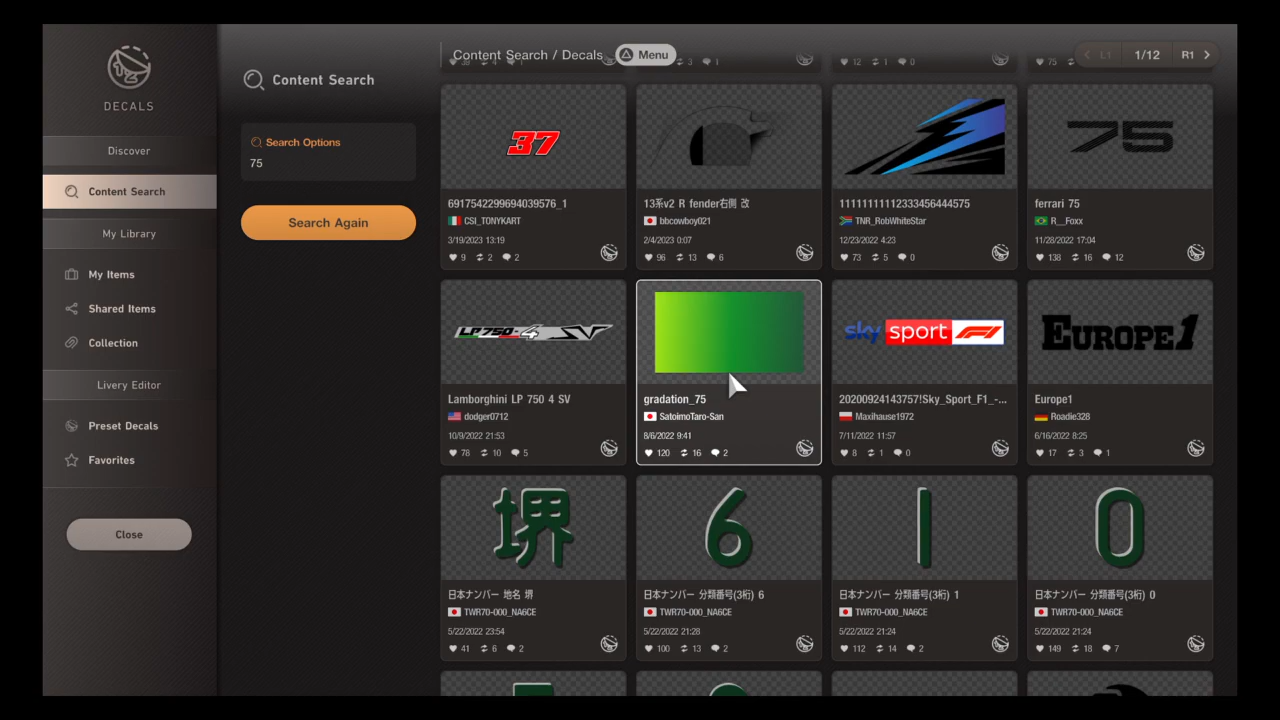 DECALS
Discover
Content Search
My Library
My Items
Shared Items
Collection
Livery Editor
Preset Decals
Favorites
Close
Content Search
Search Options
75
Search Again
Content Search / Decals
Menu
L1
1/12
R1
3 1
12 1 0
75
37
6917542299694039576_1
CSI_TONYKART
3/19/2023 13:19
9 2 2
13系v2 R fender右側 改
bbcowboy021
2/4/2023 0:07
96 13 6
11111111112333456444575
TNR_RobWhiteStar
12/23/2022 4:23
73 5 0
75
ferrari 75
R__Foxx
11/28/2022 17:04
138 16 12
LP 750-4 SV
Lamborghini LP 750 4 SV
dodger0712
10/9/2022 21:53
78 10 5
gradation_75
SatoimoTaro-San
8/6/2022 9:41
120 16 2
sky sport F1
20200924143757!Sky_Sport_F1_-...
Maxihause1972
7/11/2022 11:57
8 1 0
EUROPE 1
Europe1
Roadie328
6/16/2022 8:25
17 3 1
堺
日本ナンバー 地名 堺
TWR70-000_NA6CE
5/22/2022 23:54
41 6 2
6
日本ナンバー 分類番号(3桁) 6
TWR70-000_NA6CE
5/22/2022 21:28
100 13 2
1
日本ナンバー 分類番号(3桁) 1
TWR70-000_NA6CE
5/22/2022 21:24
112 14 2
0
日本ナンバー 分類番号(3桁) 0
TWR70-000_NA6CE
5/22/2022 21:24
149 18 7